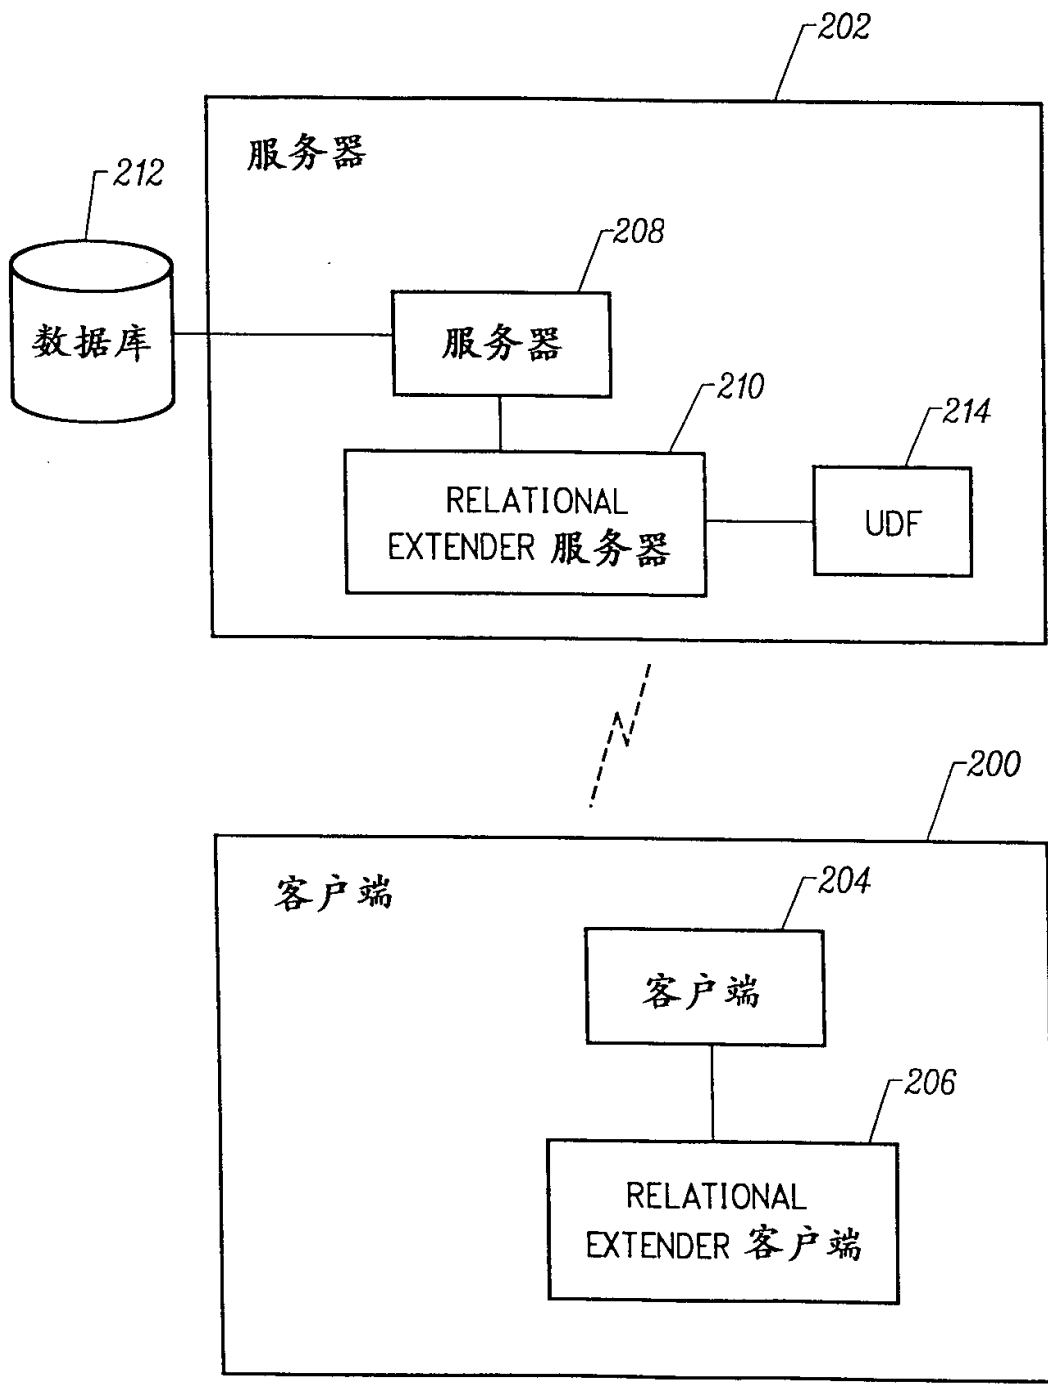 202
服务器
212
208
数据库
服务器
210
214
RELATIONAL
EXTENDER 服务器
UDF
200
客户端
204
客户端
206
RELATIONAL
EXTENDER 客户端